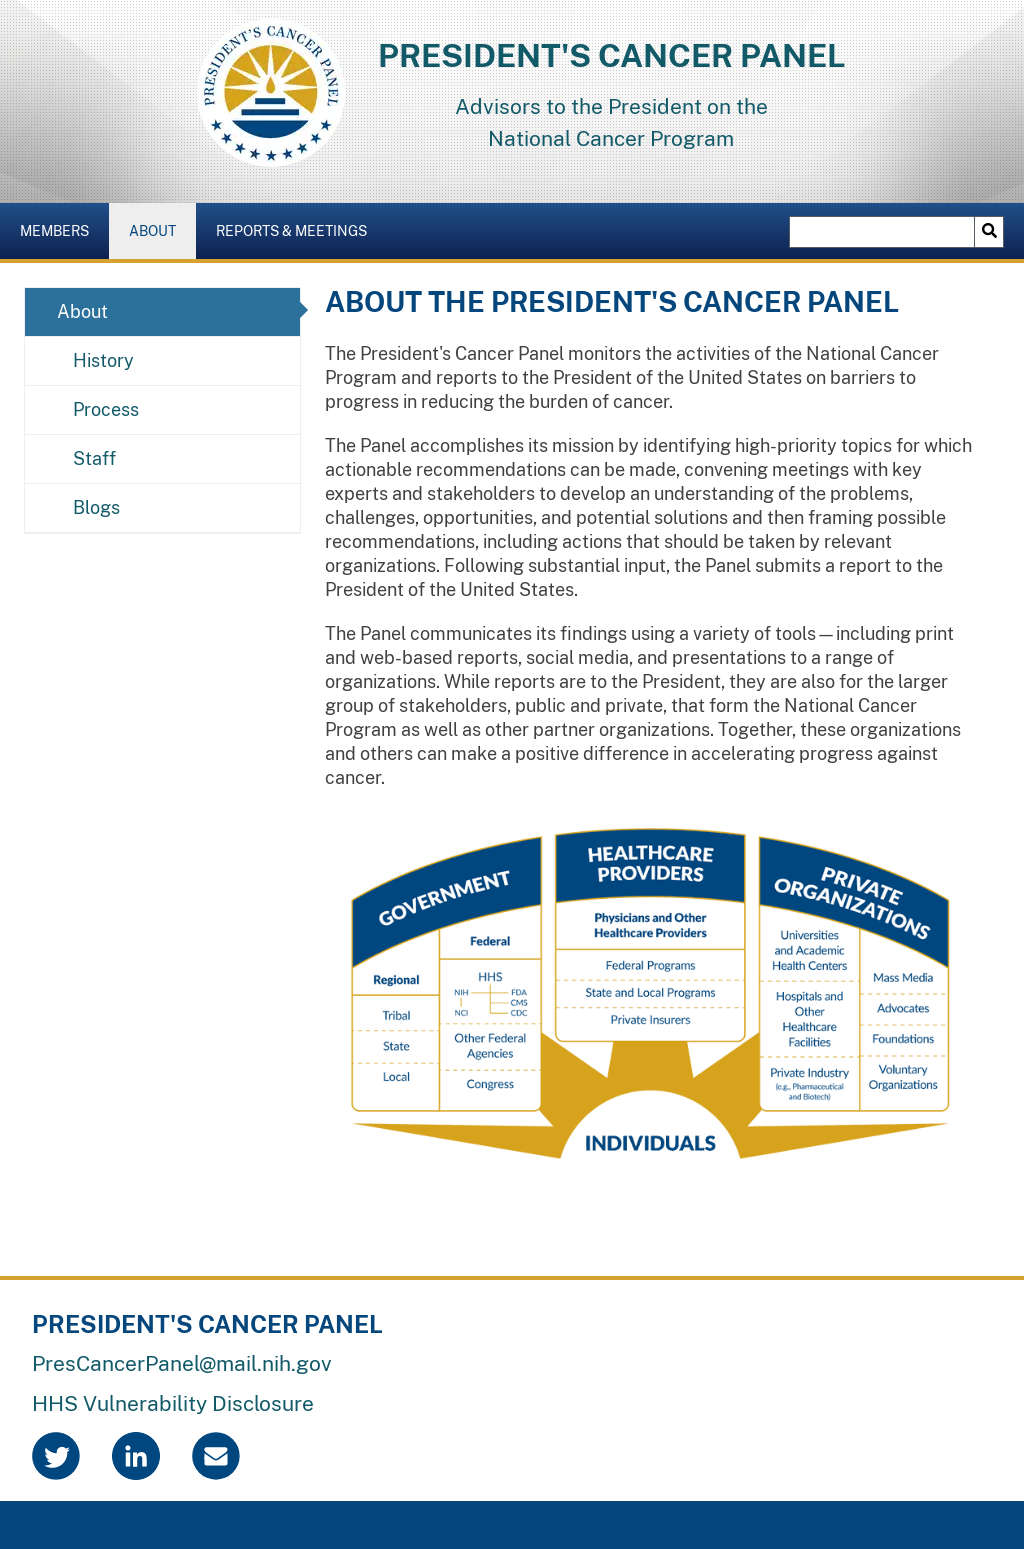 PRESIDENT'S CANCER PANEL
PRESIDENT'S CANCER PANEL
Advisors to the President on the
National Cancer Program
MEMBERS
ABOUT
REPORTS & MEETINGS
About
History
Process
Staff
Blogs
ABOUT THE PRESIDENT'S CANCER PANEL
The President's Cancer Panel monitors the activities of the National Cancer
Program and reports to the President of the United States on barriers to
progress in reducing the burden of cancer.
The Panel accomplishes its mission by identifying high-priority topics for which
actionable recommendations can be made, convening meetings with key
experts and stakeholders to develop an understanding of the problems,
challenges, opportunities, and potential solutions and then framing possible
recommendations, including actions that should be taken by relevant
organizations. Following substantial input, the Panel submits a report to the
President of the United States.
The Panel communicates its findings using a variety of tools—including print
and web-based reports, social media, and presentations to a range of
organizations. While reports are to the President, they are also for the larger
group of stakeholders, public and private, that form the National Cancer
Program as well as other partner organizations. Together, these organizations
and others can make a positive difference in accelerating progress against
cancer.
GOVERNMENT
Regional
Tribal
State
Local
Federal
HHS
NIH
NCI
FDA
CMS
CDC
Other Federal
Agencies
Congress
HEALTHCARE
PROVIDERS
Physicians and Other
Healthcare Providers
Federal Programs
State and Local Programs
Private Insurers
PRIVATE
ORGANIZATIONS
Universities
and Academic
Health Centers
Hospitals and
Other
Healthcare
Facilities
Private Industry
(e.g., Pharmaceutical
and Biotech)
Mass Media
Advocates
Foundations
Voluntary
Organizations
INDIVIDUALS
PRESIDENT'S CANCER PANEL
PresCancerPanel@mail.nih.gov
HHS Vulnerability Disclosure
in